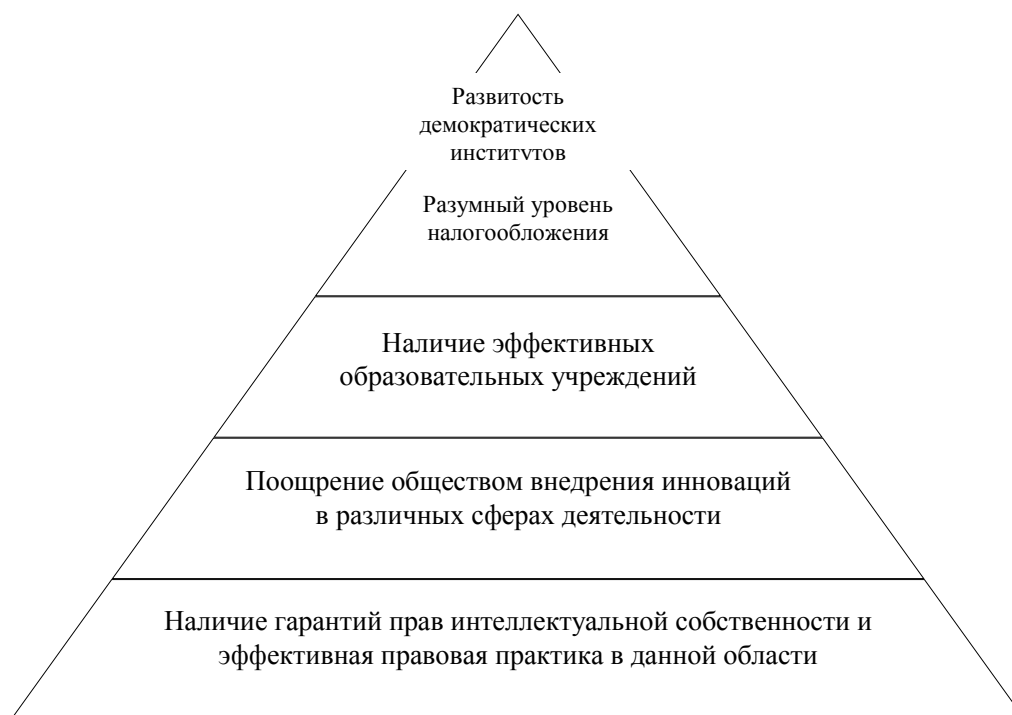 Развитость
демократических
институтов
Разумный уровень
налогообложения
Наличие эффективных
образовательных учреждений
Поощрение обществом внедрения инноваций
в различных сферах деятельности
Наличие гарантий прав интеллектуальной собственности и
эффективная правовая практика в данной области